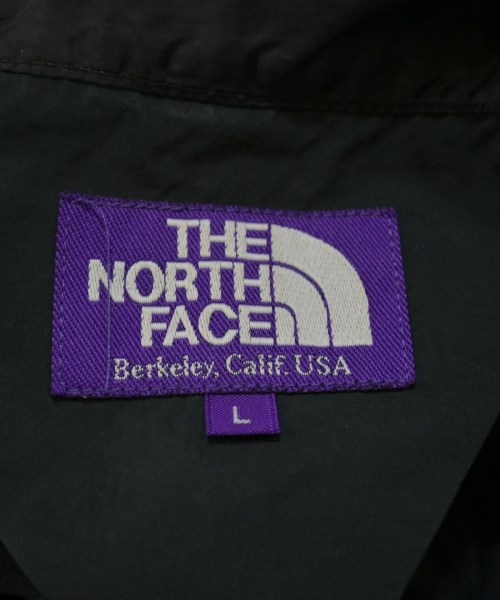 THE
NORTH
FACE
Berkeley, Calif. USA
L